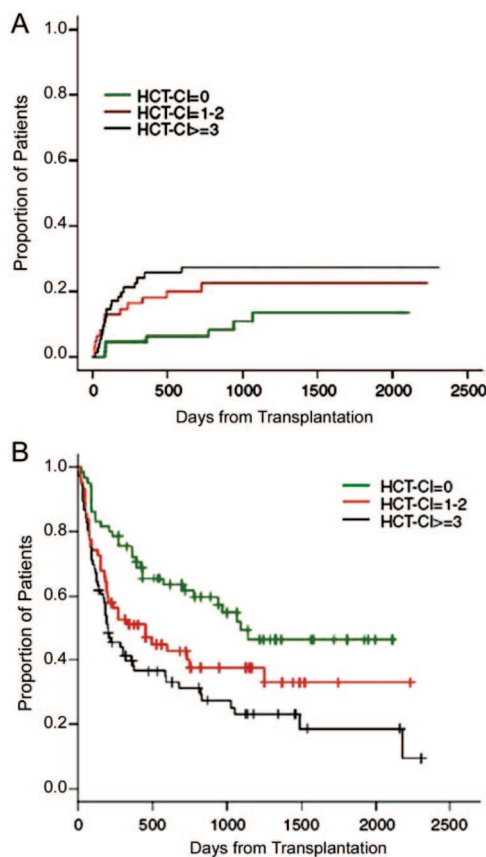 A
1.0
HCT-CI=0
HCT-CI=1-2
HCT-CI>=3
0.8
0.6
0.4
0.2
0.0
Proportion of Patients
0 500 1000 1500 2000 2500
Days from Transplantation
B
1.0
HCT-CI=0
HCT-CI=1-2
HCT-CI>=3
0.8
0.6
0.4
0.2
0.0
Proportion of Patients
0 500 1000 1500 2000 2500
Days from Transplantation